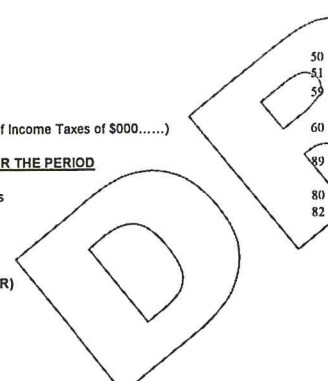 50
51
59
f Income Taxes of $000......)
60
R THE PERIOD
89
s
80
82
R)
D R